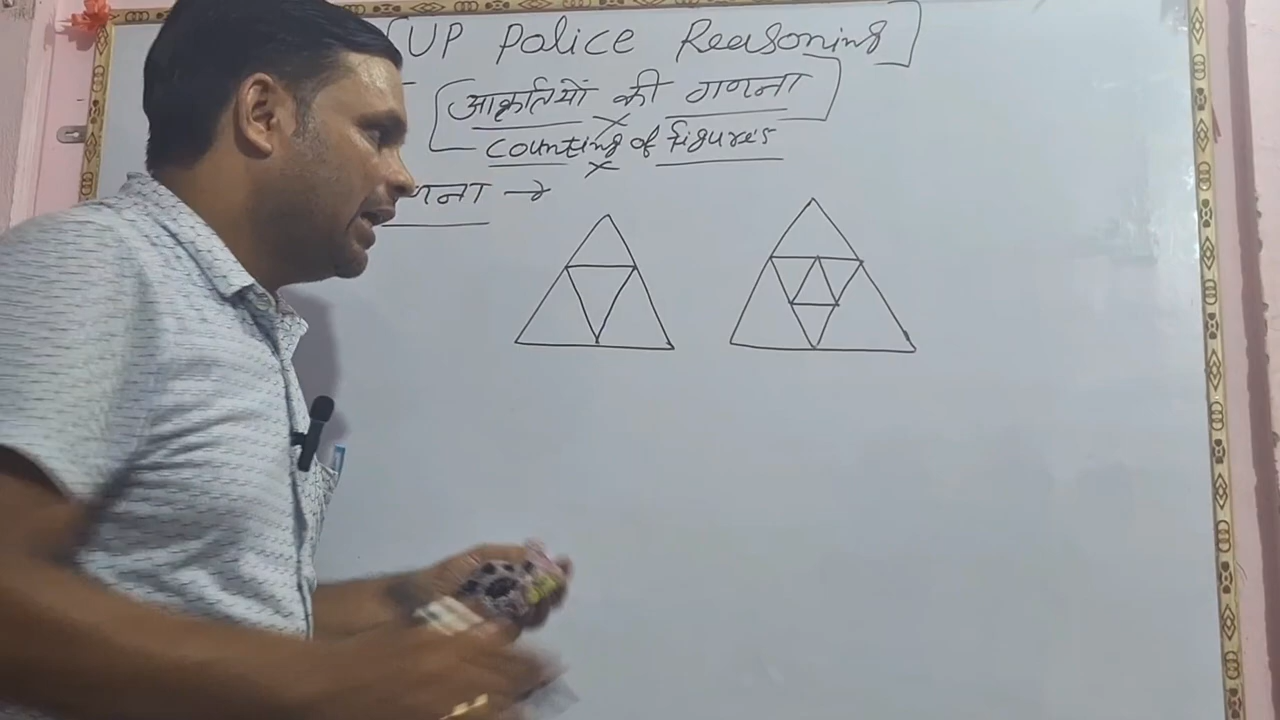 UP Police Reasoning
आकृतियों की गणना
counting of figures